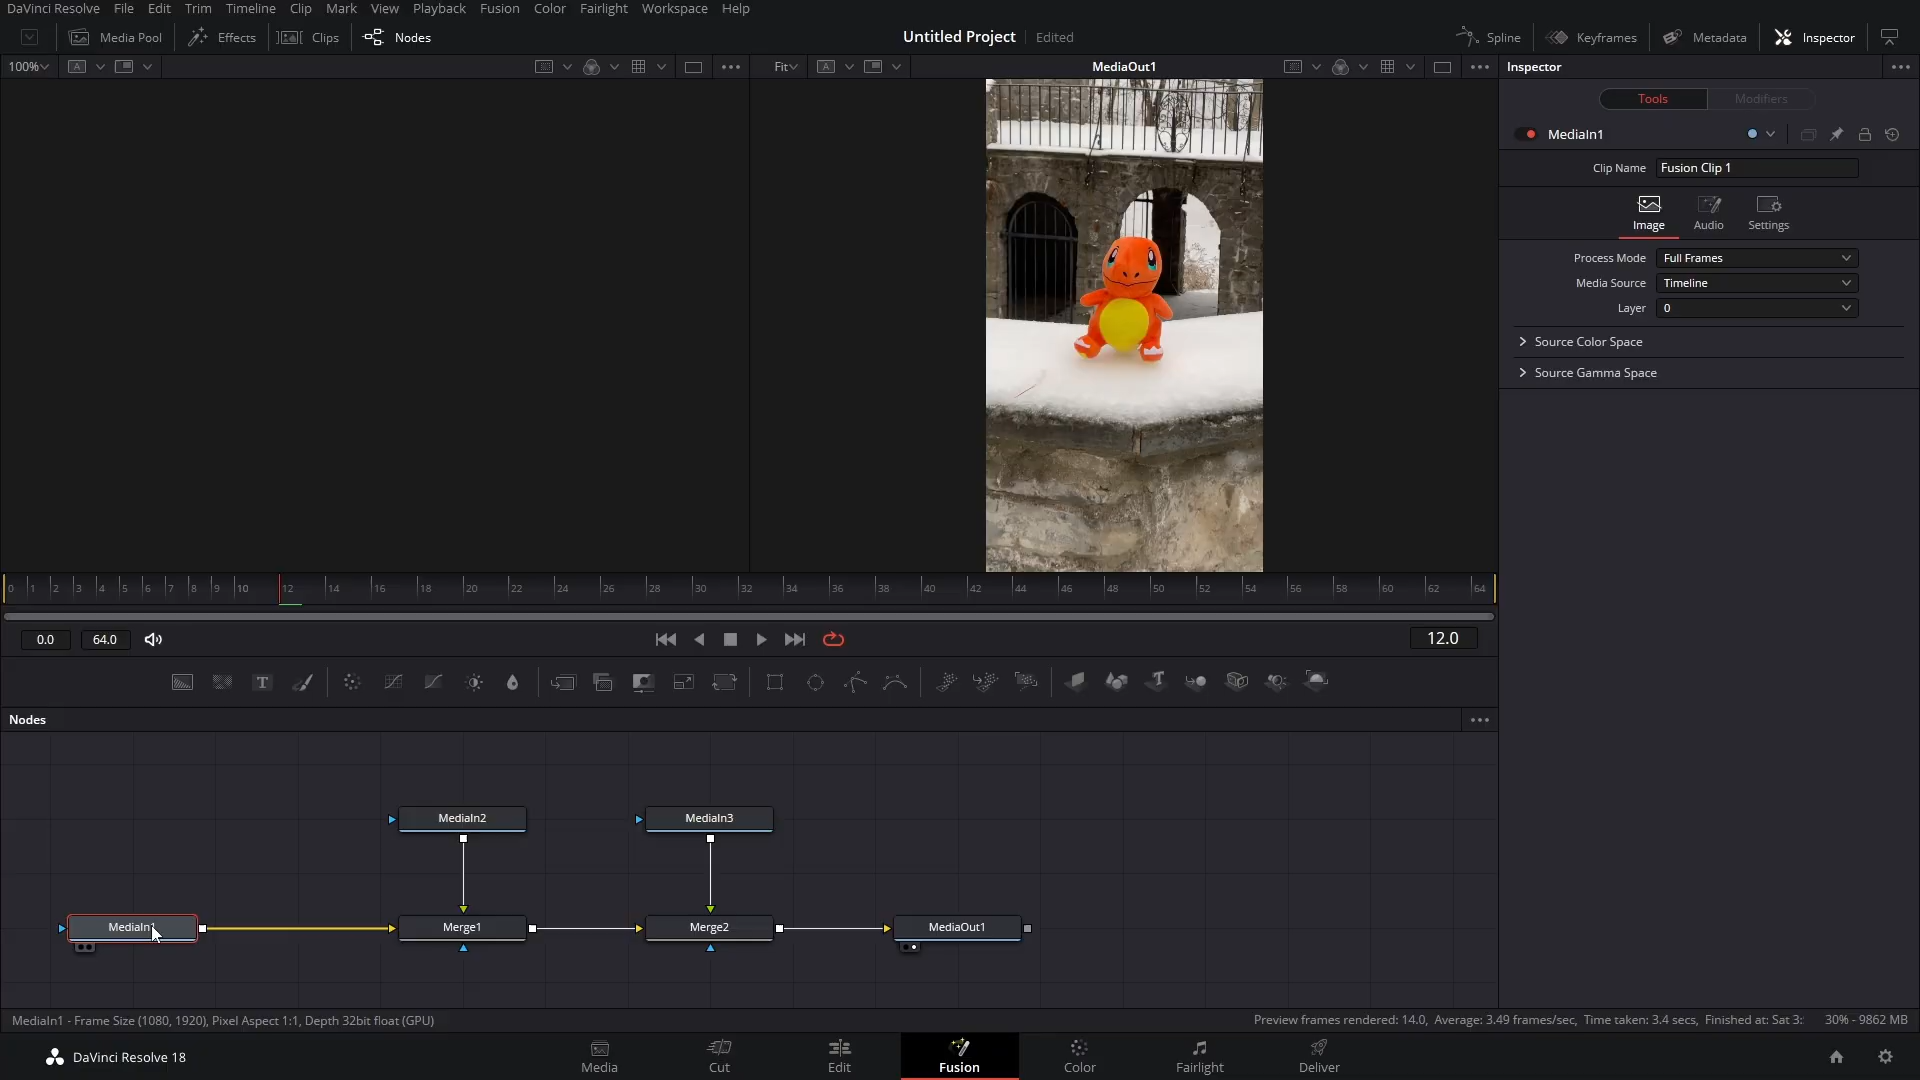 DaVinci Resolve File Edit Trim Timeline Clip Mark View Playback Fusion Color Fairlight Workspace Help
Media Pool Effects Clips Nodes Untitled Project Edited Spline Keyframes Metadata Inspector
100% A Fit A MediaOut1 Inspector
Tools Modifiers
MediaIn1
Clip Name Fusion Clip 1
Image Audio Settings
Process Mode Full Frames
Media Source Timeline
Layer 0
Source Color Space
Source Gamma Space
0 1 2 3 4 5 6 7 8 9 10 12 14 16 18 20 22 24 26 28 30 32 34 36 38 40 42 44 46 48 50 52 54 56 58 60 62 64
0.0 64.0 12.0
T T
Nodes
MediaIn2 MediaIn3
MediaIn1 Merge1 Merge2 MediaOut1
MediaIn1 - Frame Size (1080, 1920), Pixel Aspect 1:1, Depth 32bit float (GPU) Preview frames rendered: 14.0, Average: 3.49 frames/sec, Time taken: 3.4 secs, Finished at: Sat 3: 30% - 9862 MB
DaVinci Resolve 18 Media Cut Edit Fusion Color Fairlight Deliver